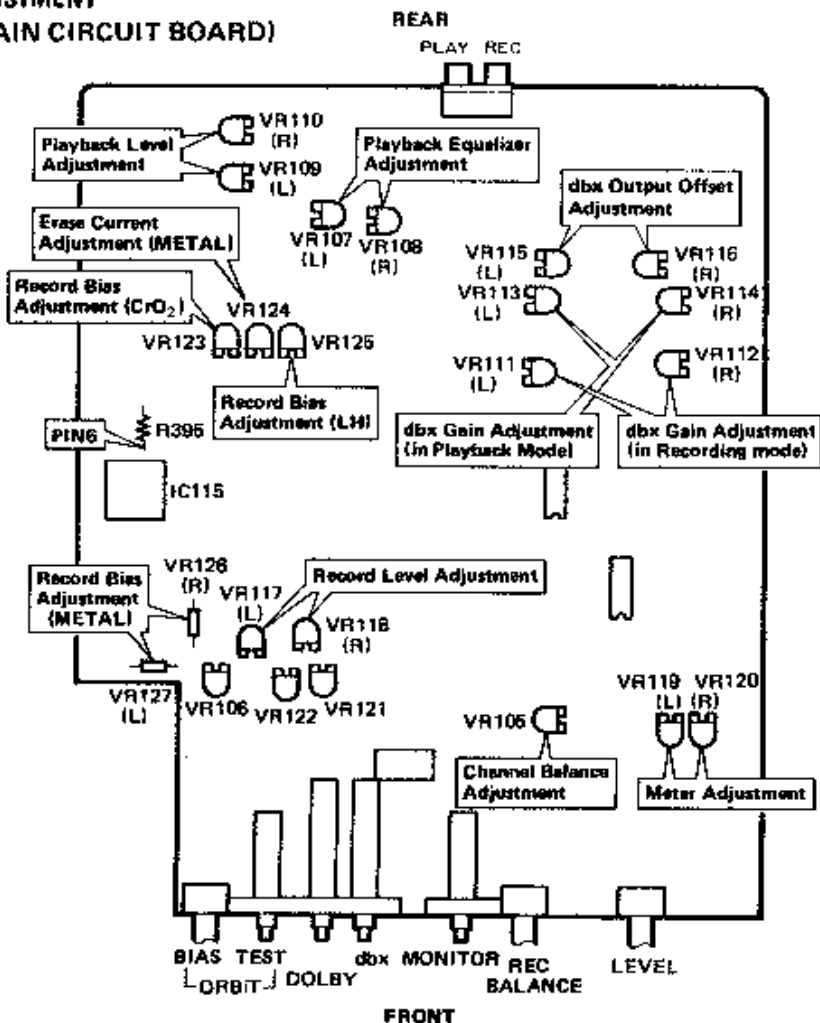 USTMENT
AIN CIRCUIT BOARD)
REAR
PLAY REC
VR110
(R)
Playback Level
Adjustment
VR109
(L)
Playback Equalizer
Adjustment
dbx Output Offset
Adjustment
Erase Current
Adjustment (METAL)
VR107
(L)
VR108
(R)
VR115
(L)
VR116
(R)
Record Bias
Adjustment (CrO2)
VR124
VR113
(L)
VR114
(R)
VR123
VR125
VR111
(L)
VR112
(R)
Record Bias
Adjustment (LH)
PIN6
R395
dbx Gain Adjustment
(in Playback Mode)
dbx Gain Adjustment
(in Recording mode)
IC115
Record Bias
Adjustment
(METAL)
VR126
(R)
VR117
(L)
Record Level Adjustment
VR118
(R)
VR127
(L)
VR106
VR122
VR121
VR105
VR119
(L)
VR120
(R)
Channel Balance
Adjustment
Meter Adjustment
BIAS TEST
ORBIT
DOLBY
dbx MONITOR
REC
BALANCE
LEVEL
FRONT